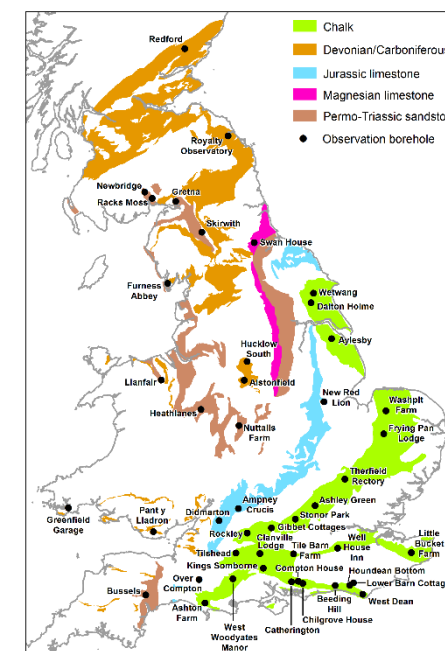 Chalk
Devonian/Carboniferous
Jurassic limestone
Magnesian limestone
Permo-Triassic sandsto
Observation borehole
Redford
Royalty
Observatory
Newbridge
Gretna
Racks Moss
Skirwith
Swan House
Furness
Abbey
Wetwang
Dalton Holme
Aylesby
Hucklow
South
Llanfair
Alstonfield
New Red
Lion
Washpit
Farm
Heathlanes
Frying Pan
Lodge
Nuttalls
Farm
Therfield
Rectory
Ampney
Crucis
Ashley Green
Greenfield
Garage
Pant y
Lladron
Didmarton
Stonor Park
Rockley
Gibbet Cottages
Well
House
Inn
Little
Bucket
Farm
Tilshead
Clanville
Lodge
Tile Barn
Farm
Kings Somborne
Compton House
Houndean Bottom
Over
Compton
Lower Barn Cottag
Bussels
Ashton
Farm
Beeding
Hill
West Dean
West
Woodyates
Manor
Chilgrove House
Catherington